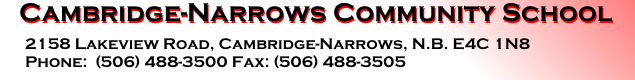 Cambridge-Narrows Community School
2158 Lakeview Road, Cambridge-Narrows, N.B. E4C 1N8
Phone: (506) 488-3500 Fax: (506) 488-3505